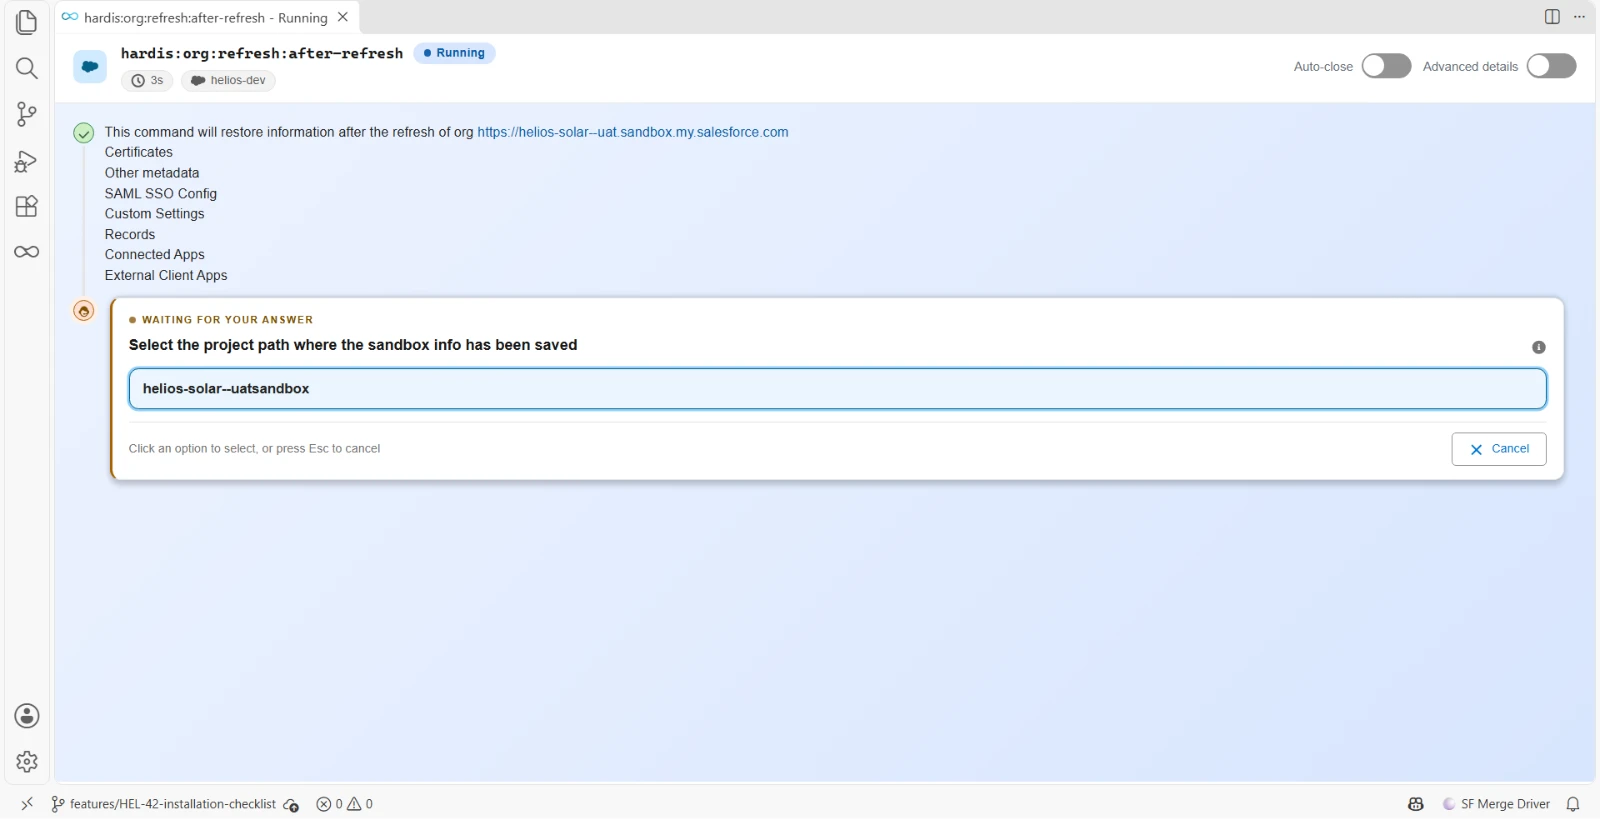 hardis:org:refresh:after-refresh - Running
hardis:org:refresh:after-refresh
Running
3s
helios-dev
Auto-close
Advanced details
This command will restore information after the refresh of org https://helios-solar--uat.sandbox.my.salesforce.com
Certificates
Other metadata
SAML SSO Config
Custom Settings
Records
Connected Apps
External Client Apps
WAITING FOR YOUR ANSWER
Select the project path where the sandbox info has been saved
helios-solar--uatsandbox
Click an option to select, or press Esc to cancel
Cancel
features/HEL-42-installation-checklist
0
0
SF Merge Driver